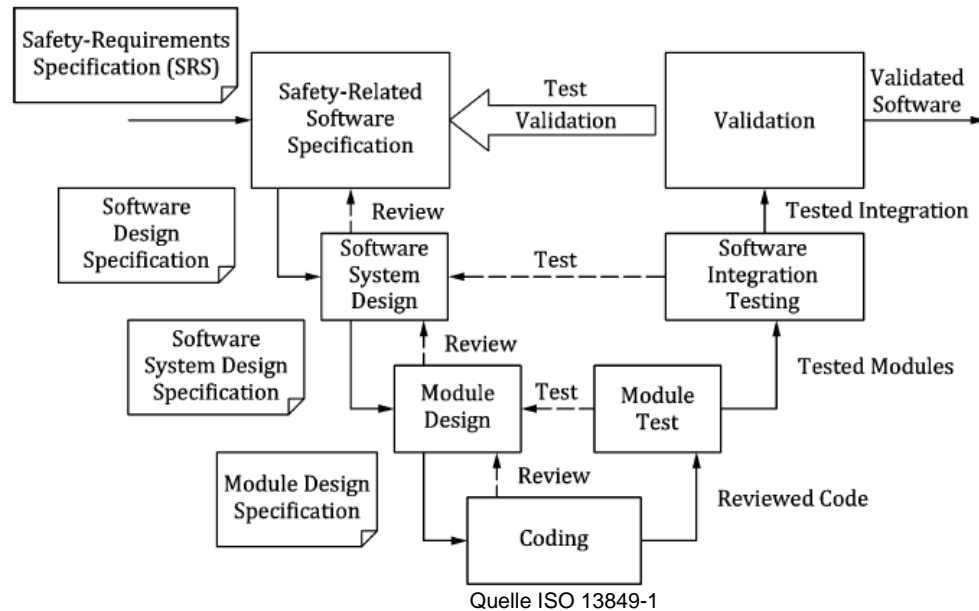 Safety-Requirements
Specification (SRS)
Safety-Related
Software
Specification
Test
Validation
Validation
Validated
Software
Software
Design
Specification
Review
Tested Integration
Software
System
Design
Test
Software
Integration
Testing
Software
System Design
Specification
Review
Tested Modules
Module
Design
Test
Module
Test
Module Design
Specification
Review
Reviewed Code
Coding
Quelle ISO 13849-1